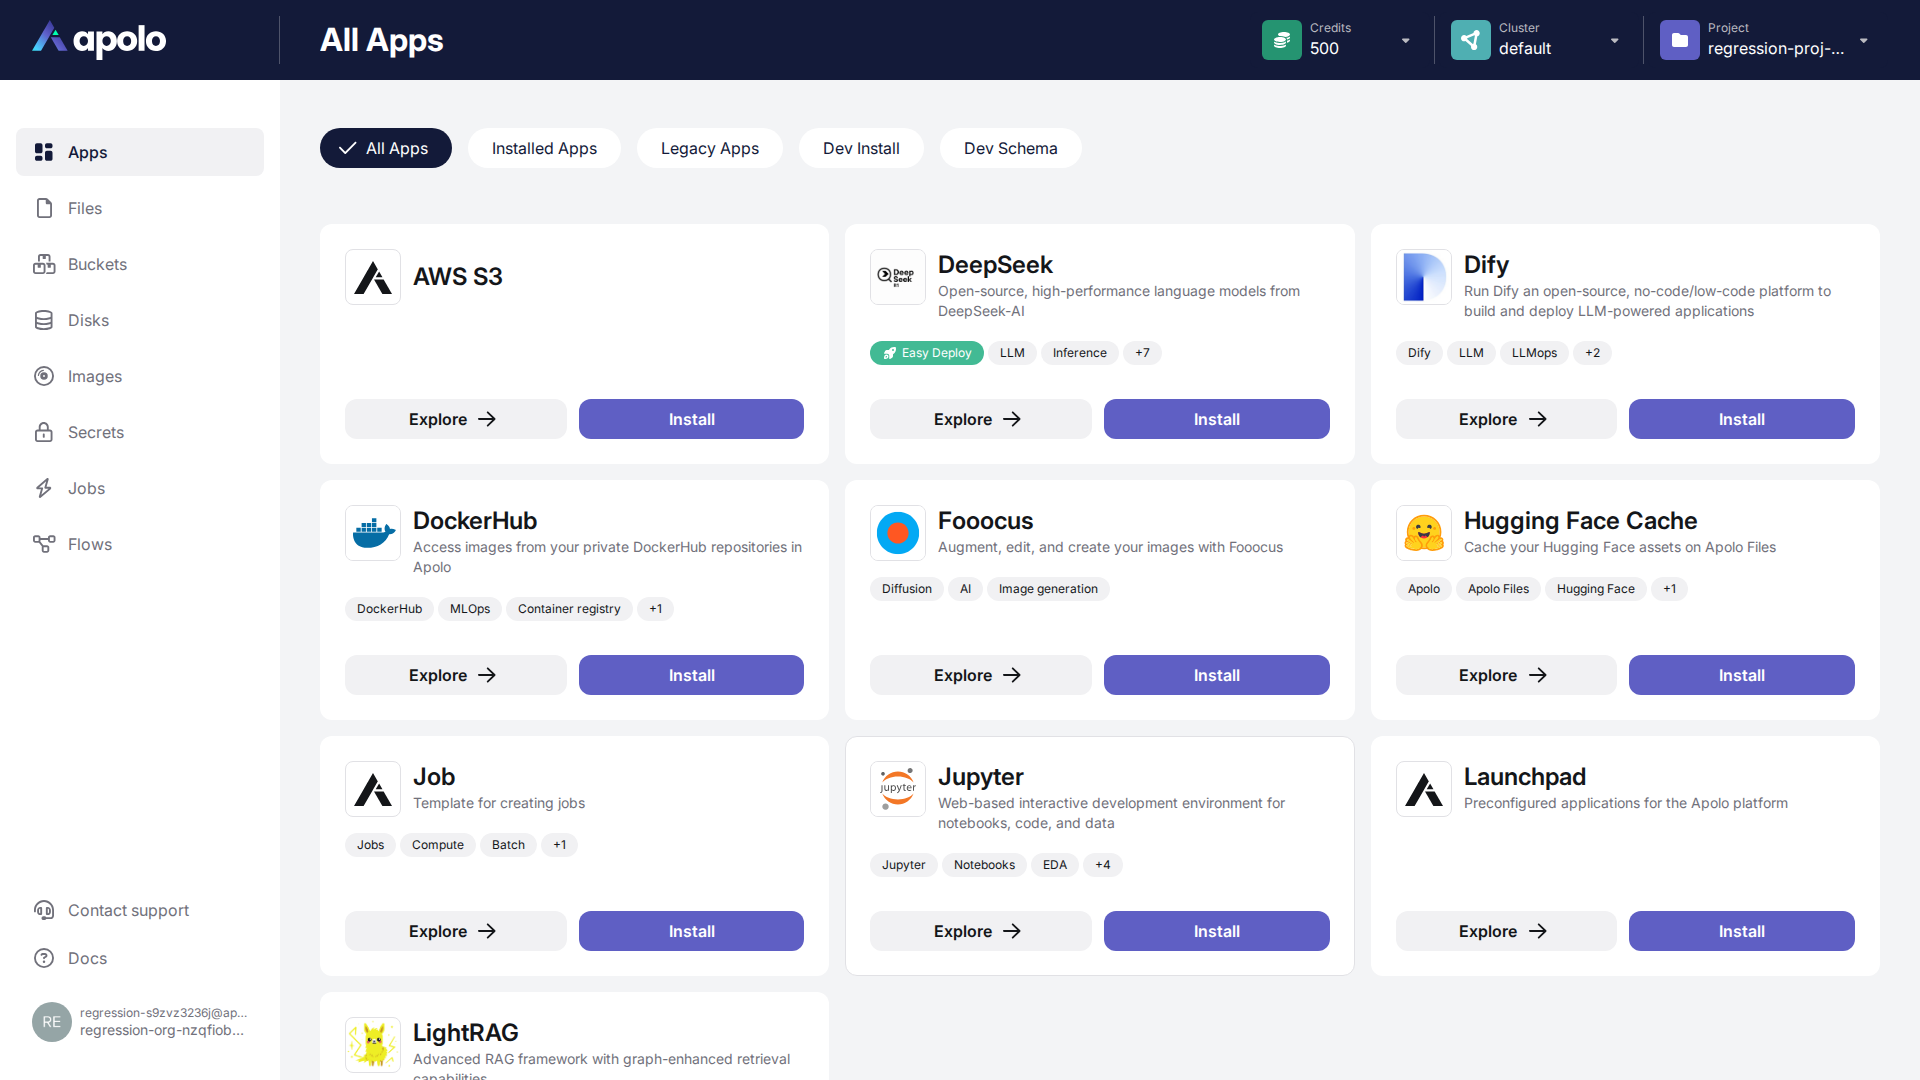 apolo
All Apps
Credits
500
Cluster
default
Project
regression-proj-...
Apps
Files
Buckets
Disks
Images
Secrets
Jobs
Flows
Contact support
Docs
RE
regression-s9zvz3236j@ap...
regression-org-nzqfiob...
All Apps
Installed Apps
Legacy Apps
Dev Install
Dev Schema
AWS S3
Explore
Install
Deep
Seek
R1
DeepSeek
Open-source, high-performance language models from
DeepSeek-AI
Easy Deploy
LLM
Inference
+7
Explore
Install
Dify
Run Dify an open-source, no-code/low-code platform to
build and deploy LLM-powered applications
Dify
LLM
LLMops
+2
Explore
Install
DockerHub
Access images from your private DockerHub repositories in
Apolo
DockerHub
MLOps
Container registry
+1
Explore
Install
Fooocus
Augment, edit, and create your images with Fooocus
Diffusion
AI
Image generation
Explore
Install
Hugging Face Cache
Cache your Hugging Face assets on Apolo Files
Apolo
Apolo Files
Hugging Face
+1
Explore
Install
Job
Template for creating jobs
Jobs
Compute
Batch
+1
Explore
Install
jupyter
Jupyter
Web-based interactive development environment for
notebooks, code, and data
Jupyter
Notebooks
EDA
+4
Explore
Install
Launchpad
Preconfigured applications for the Apolo platform
Explore
Install
LightRAG
Advanced RAG framework with graph-enhanced retrieval
capabilities